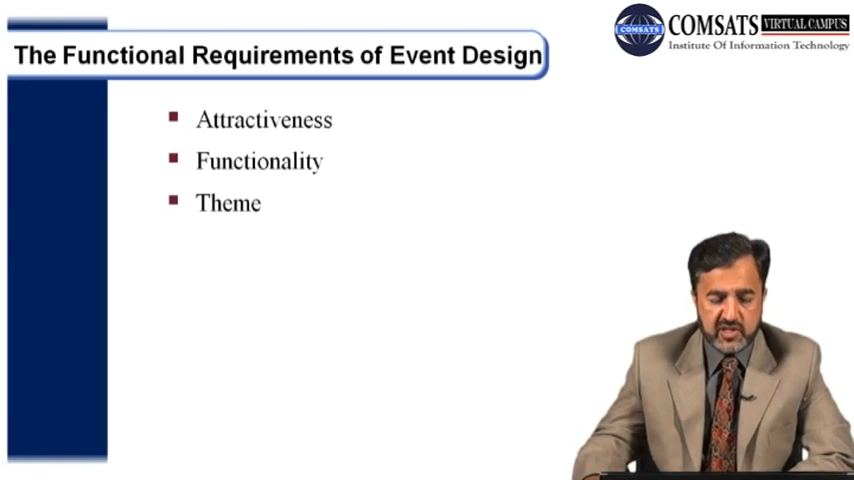 The Functional Requirements of Event Design
COMSATS
COMSATS VIRTUAL CAMPUS
Institute Of Information Technology
Attractiveness
Functionality
Theme